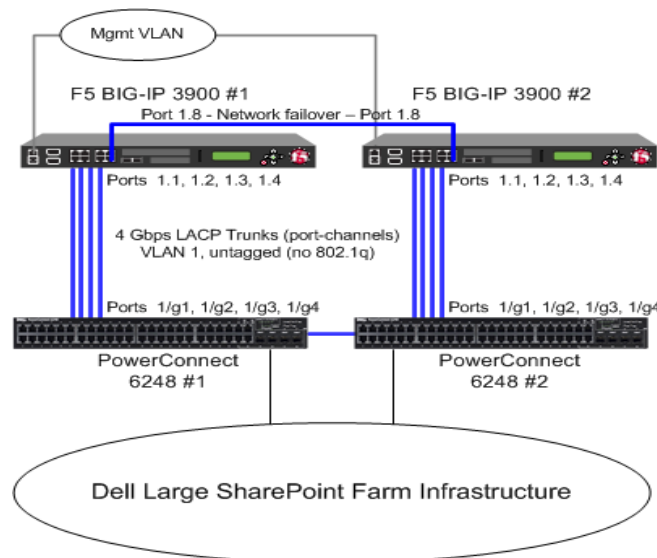 Mgmt VLAN
F5 BIG-IP 3900 #1
F5 BIG-IP 3900 #2
Port 1.8 - Network failover – Port 1.8
Ports 1.1, 1.2, 1.3, 1.4
Ports 1.1, 1.2, 1.3, 1.4
4 Gbps LACP Trunks (port-channels)
VLAN 1, untagged (no 802.1q)
Ports 1/g1, 1/g2, 1/g3, 1/g4
Ports 1/g1, 1/g2, 1/g3, 1/g4
PowerConnect
6248 #1
PowerConnect
6248 #2
Dell Large SharePoint Farm Infrastructure